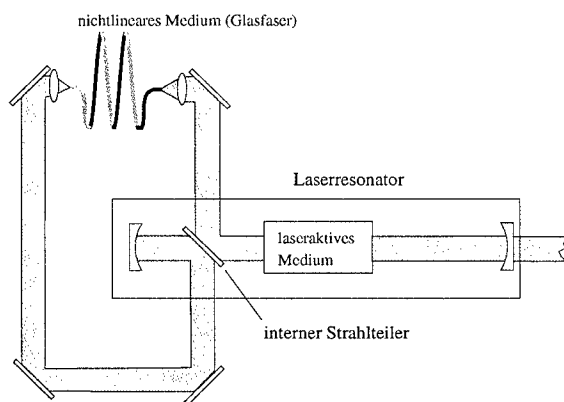 nichtlineares Medium (Glasfaser)
Laserresonator
laseraktives
Medium
interner Strahlteiler